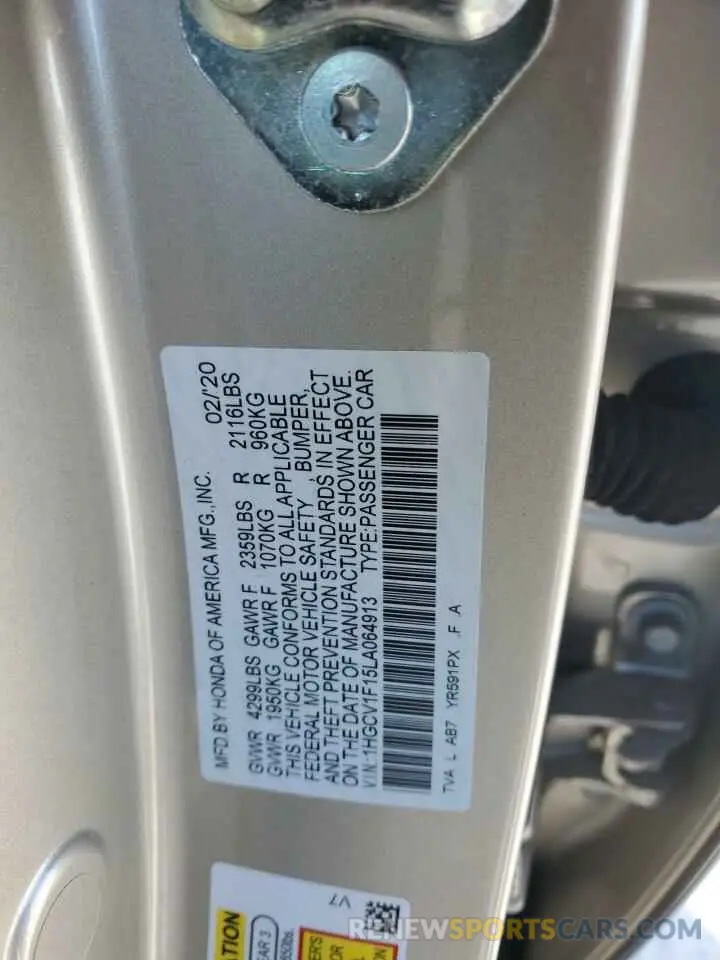 MFD BY HONDA OF AMERICA MFG., INC. 02/'20
GVWR 4299LBS GAWR F 2359LBS R 2116LBS
GVWR 1950KG GAWR F 1070KG R 960KG
THIS VEHICLE CONFORMS TO ALL APPLICABLE
FEDERAL MOTOR VEHICLE SAFETY , BUMPER,
AND THEFT PREVENTION STANDARDS IN EFFECT
ON THE DATE OF MANUFACTURE SHOWN ABOVE.
VIN: 1HGCV1F15LA064913 TYPE:PASSENGER CAR
TVA L AB7 YR591PX .F .A
V7
RENEWSPORTSCARS.COM